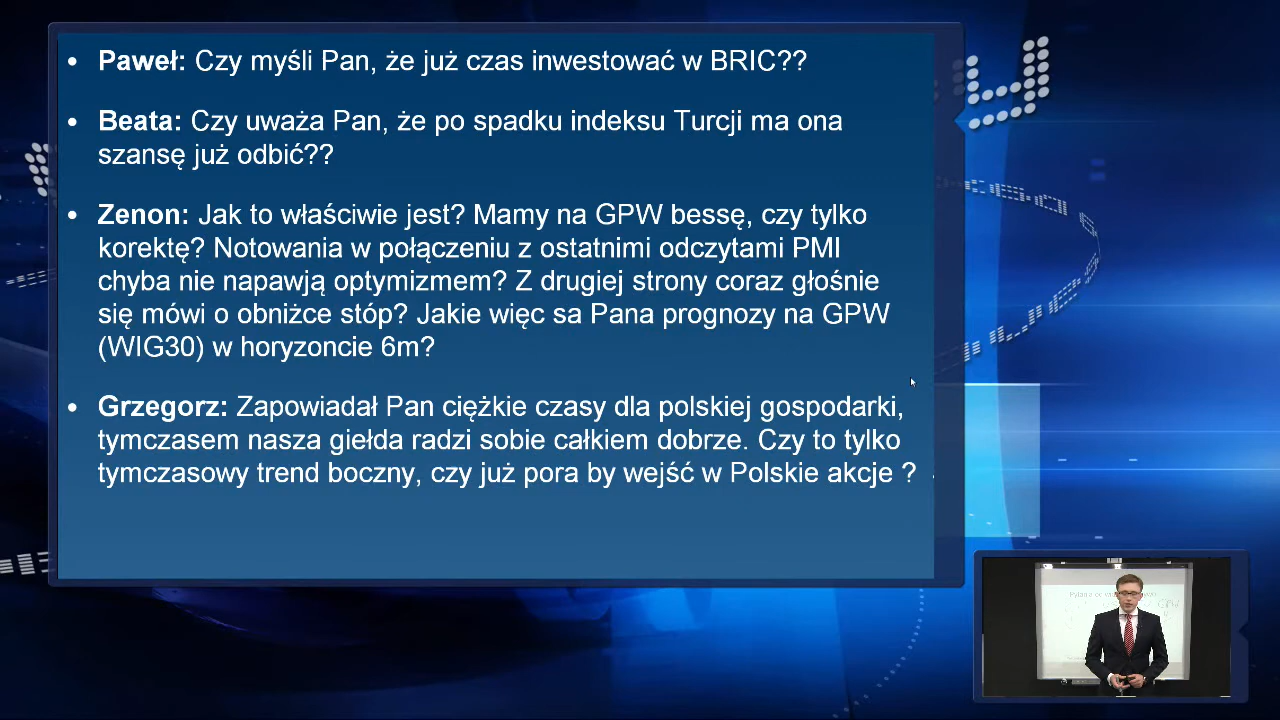 • Paweł: Czy myśli Pan, że już czas inwestować w BRIC??
• Beata: Czy uważa Pan, że po spadku indeksu Turcji ma ona
szansę już odbić??
• Zenon: Jak to właściwie jest? Mamy na GPW bessę, czy tylko
korektę? Notowania w połączeniu z ostatnimi odczytami PMI
chyba nie napawją optymizmem? Z drugiej strony coraz głośnie
się mówi o obniżce stóp? Jakie więc sa Pana prognozy na GPW
(WIG30) w horyzoncie 6m?
• Grzegorz: Zapowiadał Pan ciężkie czasy dla polskiej gospodarki,
tymczasem nasza giełda radzi sobie całkiem dobrze. Czy to tylko
tymczasowy trend boczny, czy już pora by wejść w Polskie akcje ?
Pytania od
GPW